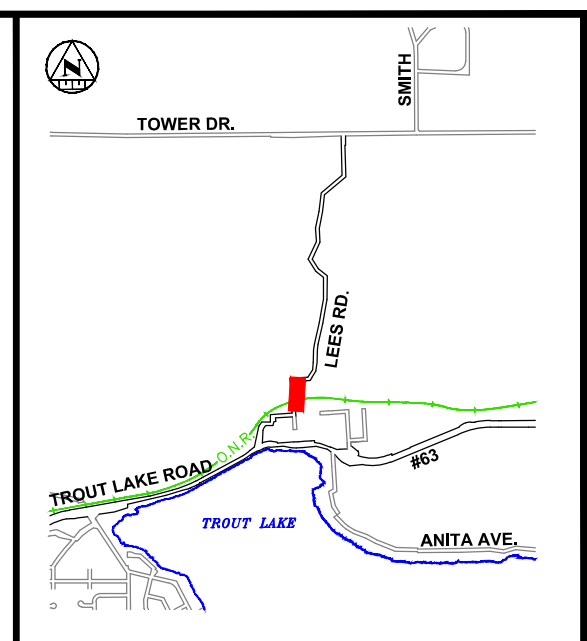 N
SMITH
TOWER DR.
LEES RD.
O.N.R.
TROUT LAKE ROAD
#63
TROUT LAKE
ANITA AVE.